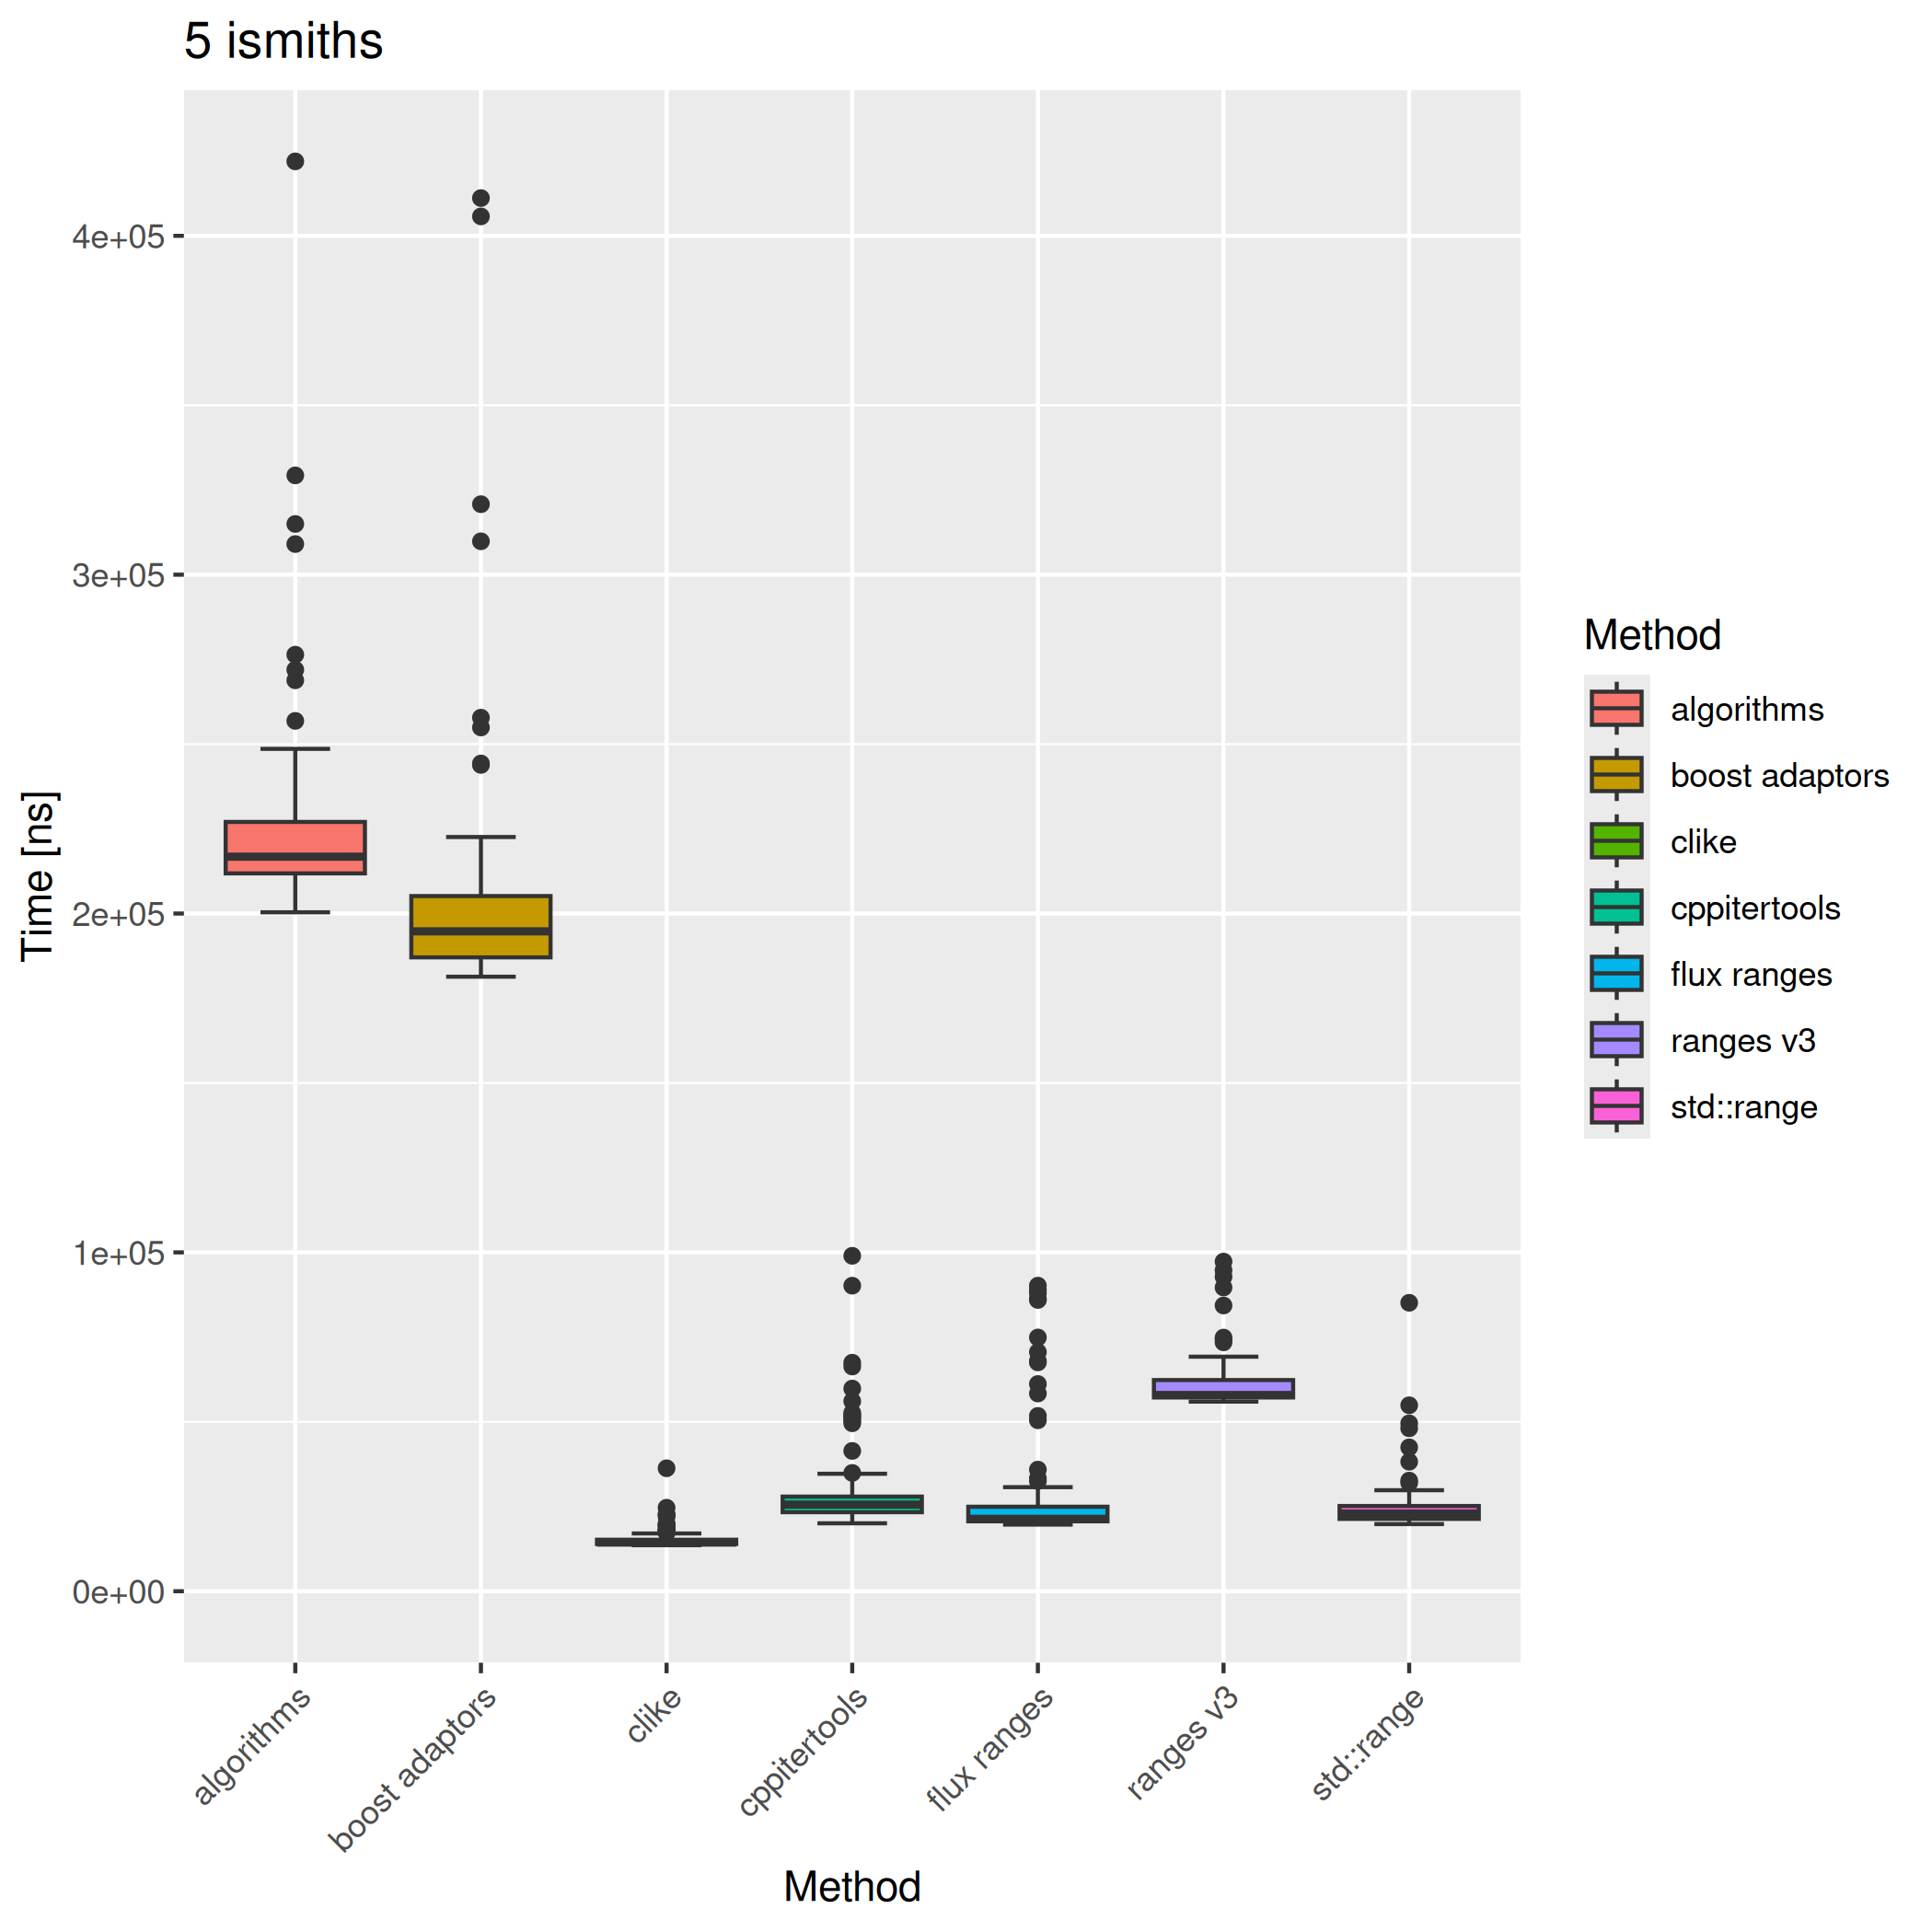 5 ismiths
Time [ns]
4e+05
3e+05
2e+05
1e+05
0e+00
algorithms
boost adaptors
clike
cppitertools
flux ranges
ranges v3
std::range
Method
Method
algorithms
boost adaptors
clike
cppitertools
flux ranges
ranges v3
std::range